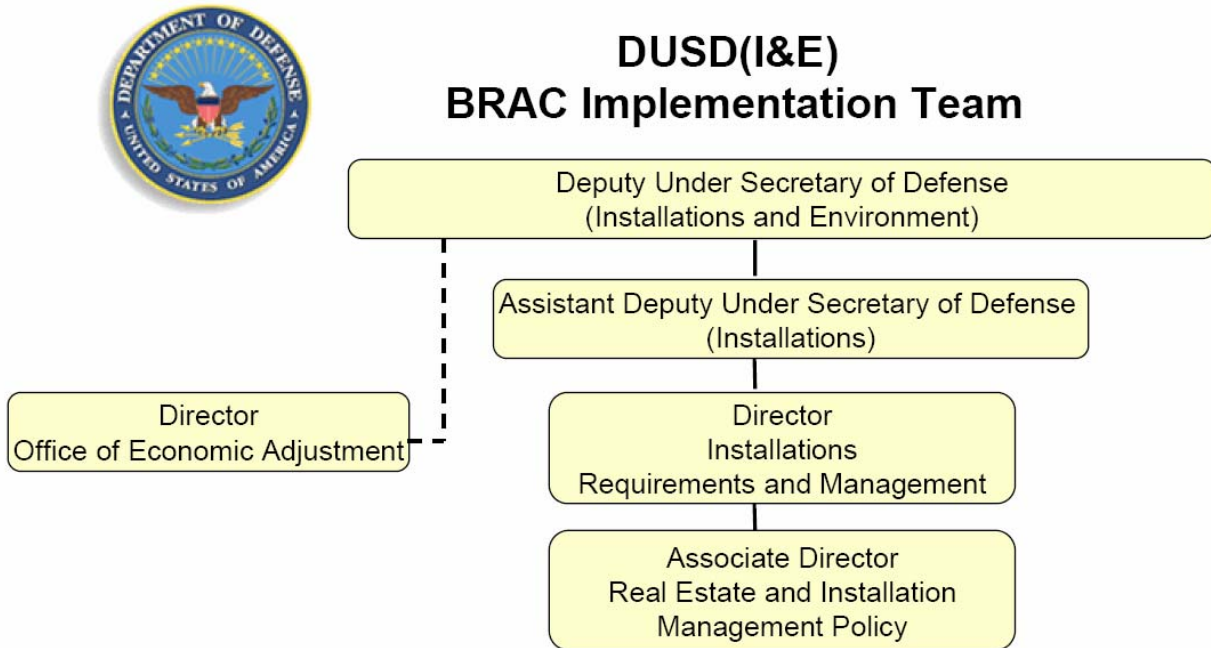 DEPARTMENT OF DEFENSE
UNITED STATES OF AMERICA
DUSD(I&E)
BRAC Implementation Team
Deputy Under Secretary of Defense
(Installations and Environment)
Assistant Deputy Under Secretary of Defense
(Installations)
Director
Office of Economic Adjustment
Director
Installations
Requirements and Management
Associate Director
Real Estate and Installation
Management Policy